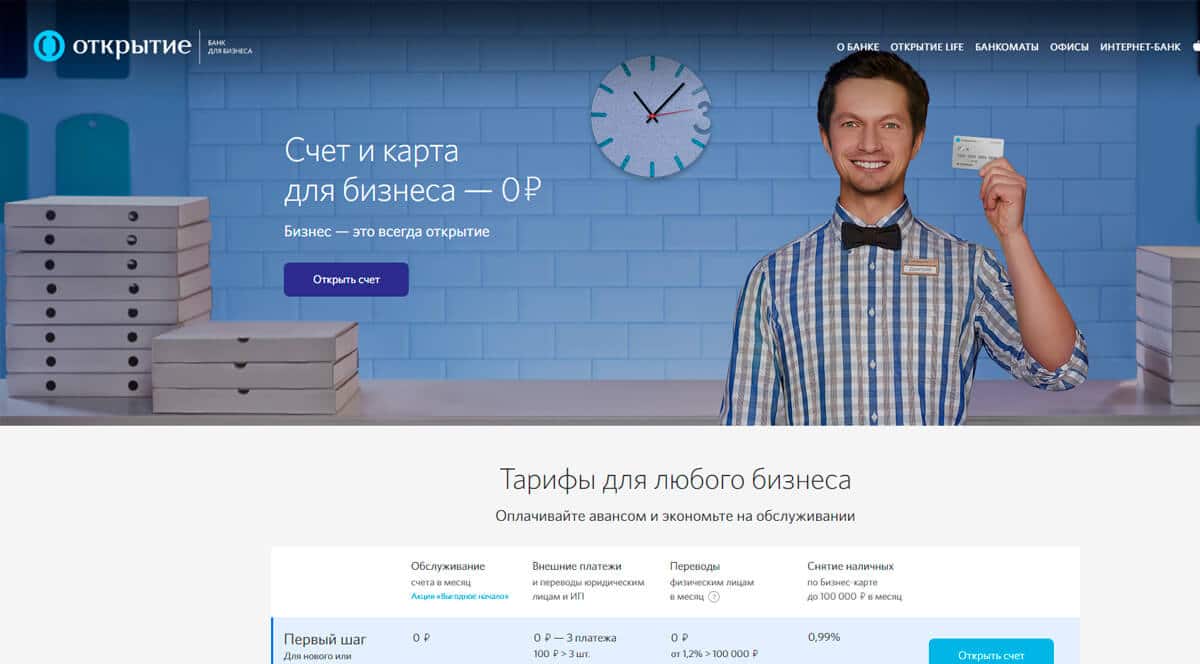 открытие
БАНК
ДЛЯ БИЗНЕСА
О БАНКЕ ОТКРЫТИЕ LIFE БАНКОМАТЫ ОФИСЫ ИНТЕРНЕТ-БАНК
3
Счет и карта
для бизнеса — 0 ₽
Бизнес — это всегда открытие
Открыть счет
Тарифы для любого бизнеса
Оплачивайте авансом и экономьте на обслуживании
Обслуживание Внешние платежи Переводы Снятие наличных
счета в месяц и переводы юридическим физическим лицам по Бизнес-карте
Акция «Выгодное начало» лицам и ИП в месяц ? до 100 000 ₽ в месяц
Первый шаг 0 ₽ 0 ₽ — 3 платежа 0 ₽ 0,99%
Для нового или 100 ₽ > 3 шт. от 1,2% > 100 000 ₽ Открыть счет